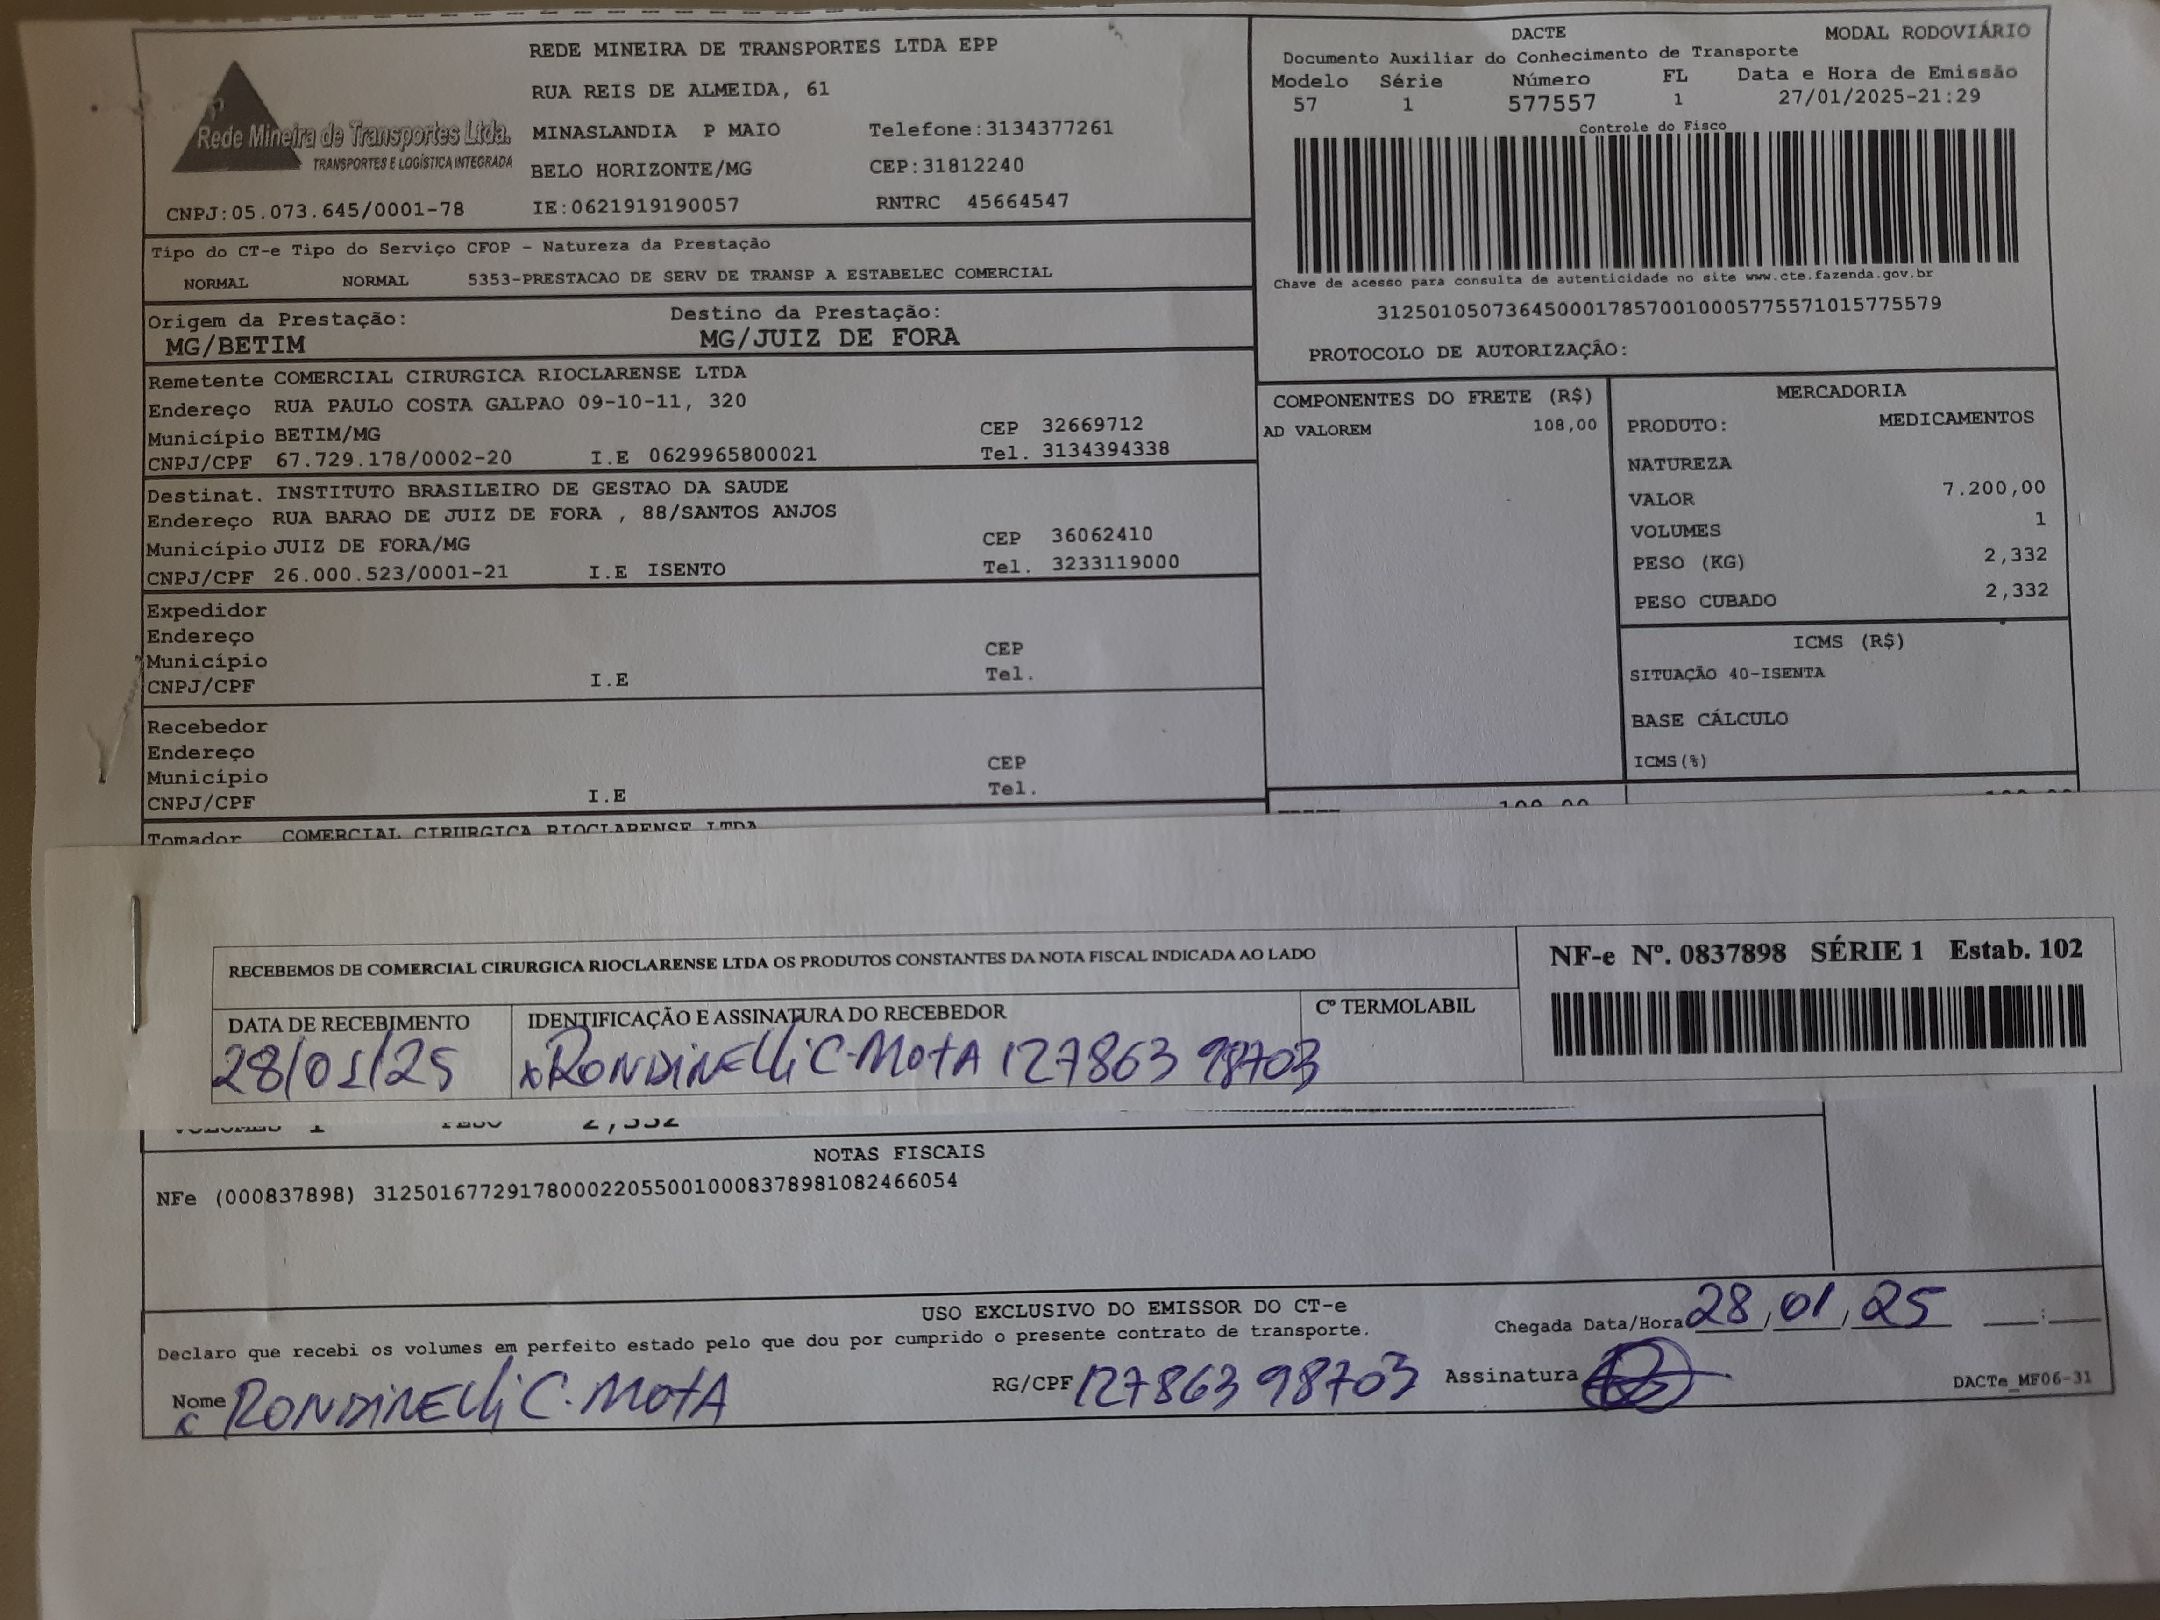 REDE MINEIRA DE TRANSPORTES LTDA EPP
RUA REIS DE ALMEIDA, 61
Rede Mineira de Transportes Ltda.
TRANSPORTES E LOGÍSTICA INTEGRADA
MINASLANDIA P MAIO Telefone:3134377261
BELO HORIZONTE/MG CEP:31812240
CNPJ:05.073.645/0001-78 IE:0621919190057 RNTRC 45664547
DACTE MODAL RODOVIÁRIO
Documento Auxiliar do Conhecimento de Transporte
Modelo Série Número FL Data e Hora de Emissão
57 1 577557 1 27/01/2025-21:29
Controle do Fisco
Chave de acesso para consulta de autenticidade no site www.cte.fazenda.gov.br
31250105073645000178570010005775571015775579
PROTOCOLO DE AUTORIZAÇÃO:
Tipo do CT-e Tipo do Serviço CFOP - Natureza da Prestação
NORMAL NORMAL 5353-PRESTACAO DE SERV DE TRANSP A ESTABELEC COMERCIAL
Origem da Prestação: Destino da Prestação:
MG/BETIM MG/JUIZ DE FORA
Remetente COMERCIAL CIRURGICA RIOCLARENSE LTDA
Endereço RUA PAULO COSTA GALPAO 09-10-11, 320
Município BETIM/MG CEP 32669712
CNPJ/CPF 67.729.178/0002-20 I.E 0629965800021 Tel. 3134394338
Destinat. INSTITUTO BRASILEIRO DE GESTAO DA SAUDE
Endereço RUA BARAO DE JUIZ DE FORA , 88/SANTOS ANJOS
Município JUIZ DE FORA/MG CEP 36062410
CNPJ/CPF 26.000.523/0001-21 I.E ISENTO Tel. 3233119000
Expedidor
Endereço
Município CEP
CNPJ/CPF I.E Tel.
Recebedor
Endereço
Município CEP
CNPJ/CPF I.E Tel.
Tomador COMERCIAL CIRURGICA RIOCLARENSE LTDA
COMPONENTES DO FRETE (R$)
AD VALOREM 108,00
MERCADORIA
PRODUTO: MEDICAMENTOS
NATUREZA
VALOR 7.200,00
VOLUMES 1
PESO (KG) 2,332
PESO CUBADO 2,332
ICMS (R$)
SITUAÇÃO 40-ISENTA
BASE CÁLCULO
ICMS(%)
RECEBEMOS DE COMERCIAL CIRURGICA RIOCLARENSE LTDA OS PRODUTOS CONSTANTES DA NOTA FISCAL INDICADA AO LADO
NF-e Nº. 0837898 SÉRIE 1 Estab. 102
DATA DE RECEBIMENTO IDENTIFICAÇÃO E ASSINATURA DO RECEBEDOR Cº TERMOLABIL
28/01/25 x RONDINELLi C. MOTA 127863 98703
VOLUMES 1 PESO 2,332
NOTAS FISCAIS
NFe (000837898) 31250167729178000220550010008378981082466054
USO EXCLUSIVO DO EMISSOR DO CT-e
Declaro que recebi os volumes em perfeito estado pelo que dou por cumprido o presente contrato de transporte. Chegada Data/Hora 28/01/25 :
Nome x RONDINELLi C. MOTA RG/CPF 127863 98703 Assinatura
DACTe_MF06-31